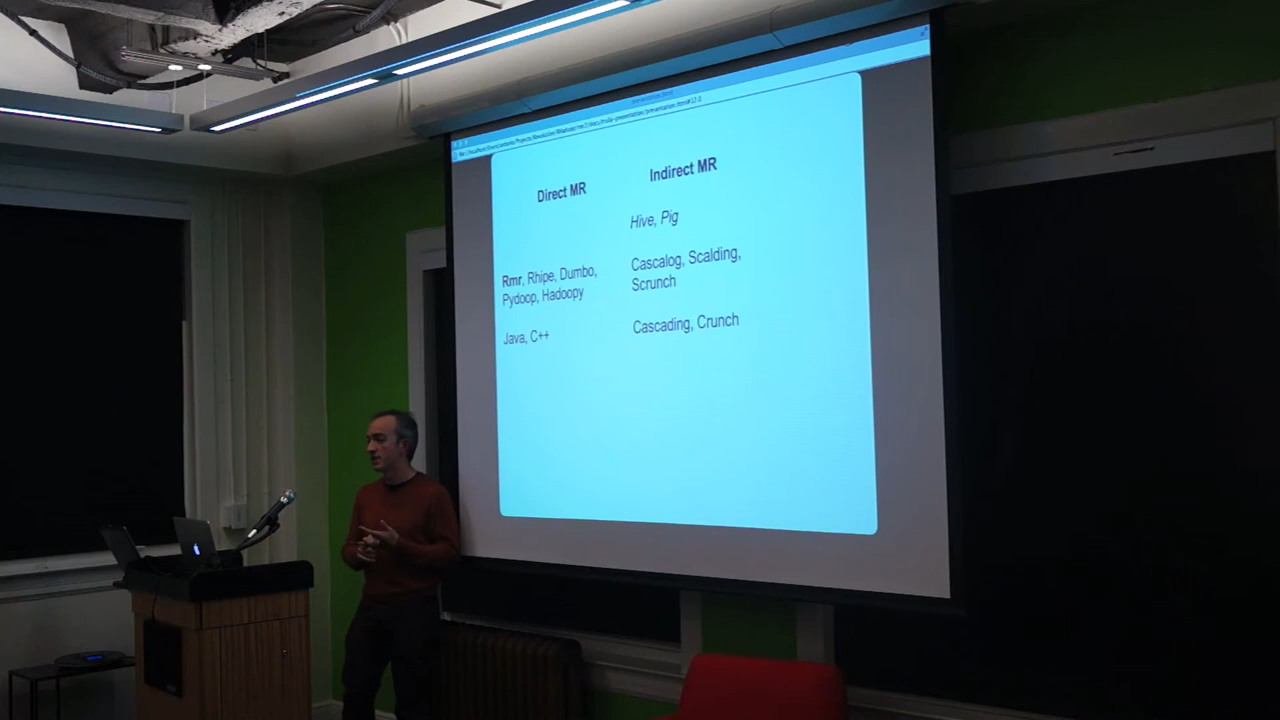 Direct MR
Indirect MR
Hive, Pig
Rmr, Rhipe, Dumbo,
Pydoop, Hadoopy
Cascalog, Scalding,
Scrunch
Java, C++
Cascading, Crunch